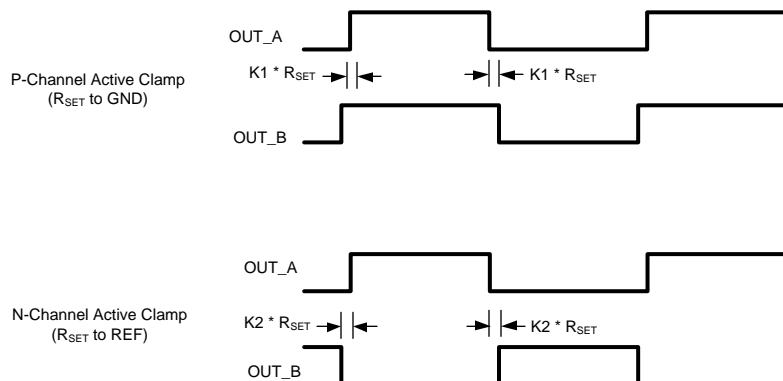 OUT_A
K1 * RSET
K1 * RSET
P-Channel Active Clamp
(RSET to GND)
OUT_B
OUT_A
N-Channel Active Clamp
(RSET to REF)
K2 * RSET
K2 * RSET
OUT_B